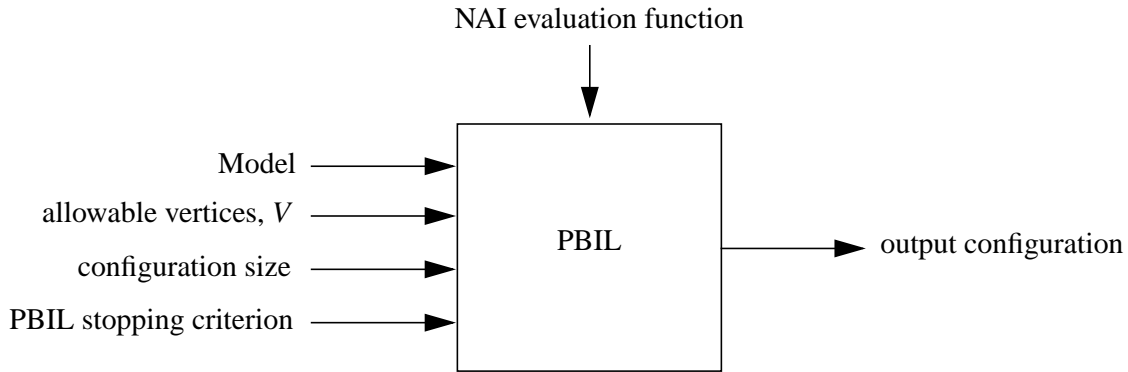 NAI evaluation function
Model
allowable vertices, V
configuration size
PBIL stopping criterion
PBIL
output configuration